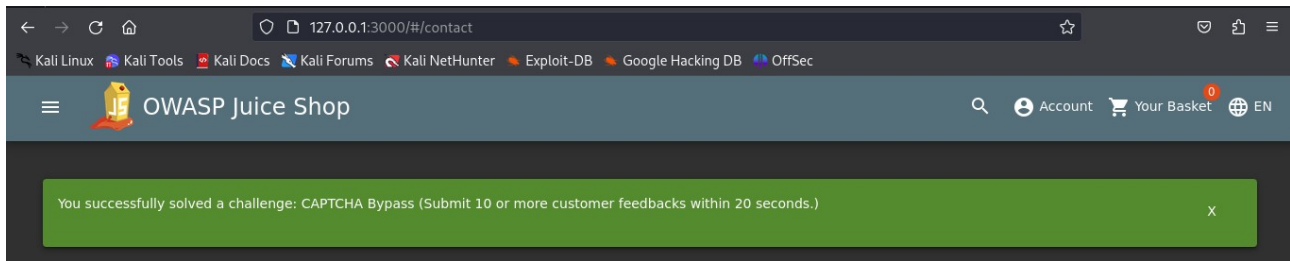 127.0.0.1:3000/#/contact
Kali Linux Kali Tools Kali Docs Kali Forums Kali NetHunter Exploit-DB Google Hacking DB OffSec
JS OWASP Juice Shop Account Your Basket 0 EN
You successfully solved a challenge: CAPTCHA Bypass (Submit 10 or more customer feedbacks within 20 seconds.) X